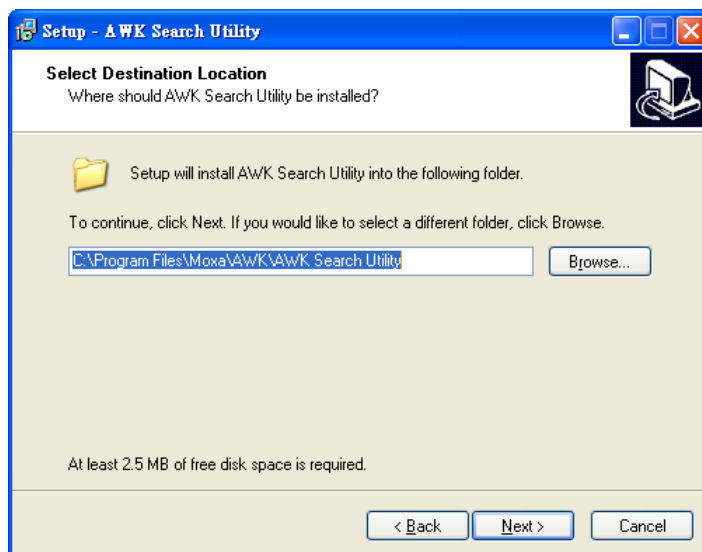 Setup - AWK Search Utility
Select Destination Location
Where should AWK Search Utility be installed?
Setup will install AWK Search Utility into the following folder.
To continue, click Next. If you would like to select a different folder, click Browse.
C:\Program Files\Moxa\AWK\AWK Search Utility
Browse...
At least 2.5 MB of free disk space is required.
< Back
Next >
Cancel